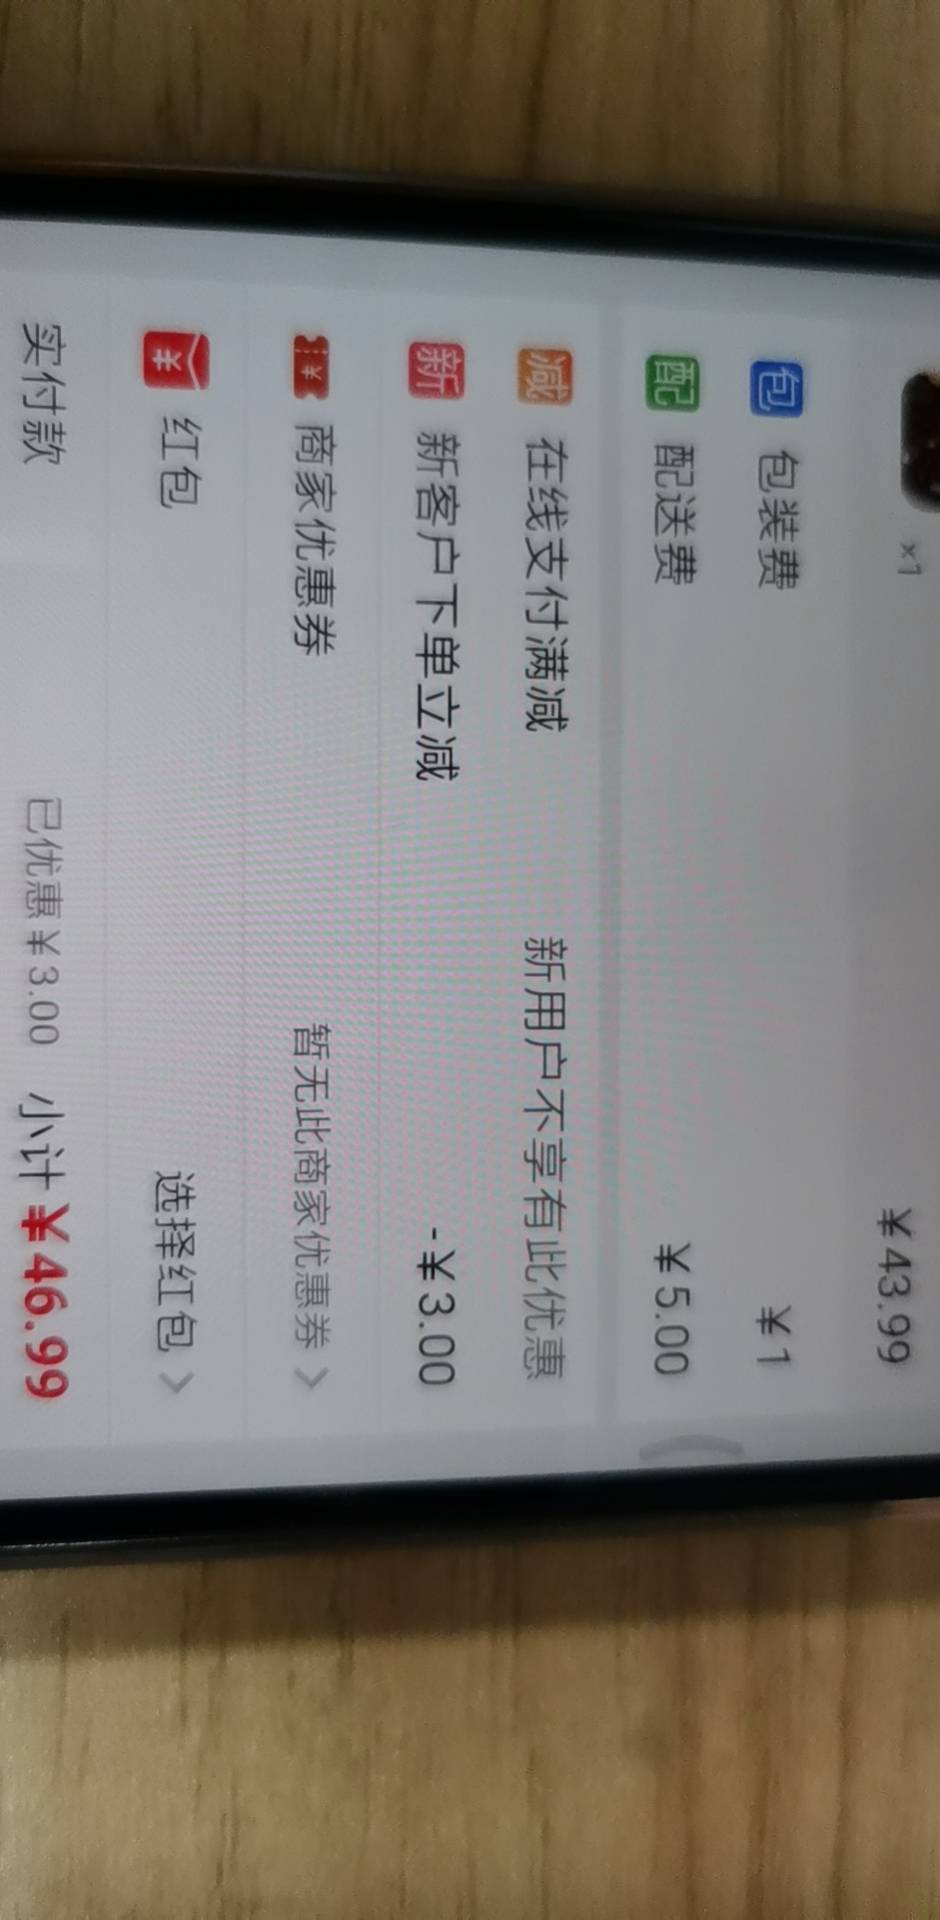 ¥43.99
x1
包 包装费 ¥1
配 配送费 ¥5.00
减 在线支付满减 新用户不享有此优惠
新 新客户下单立减 -¥3.00
¥ 商家优惠券 暂无此商家优惠券 >
¥ 红包 选择红包 >
实付款 已优惠¥3.00 小计¥46.99